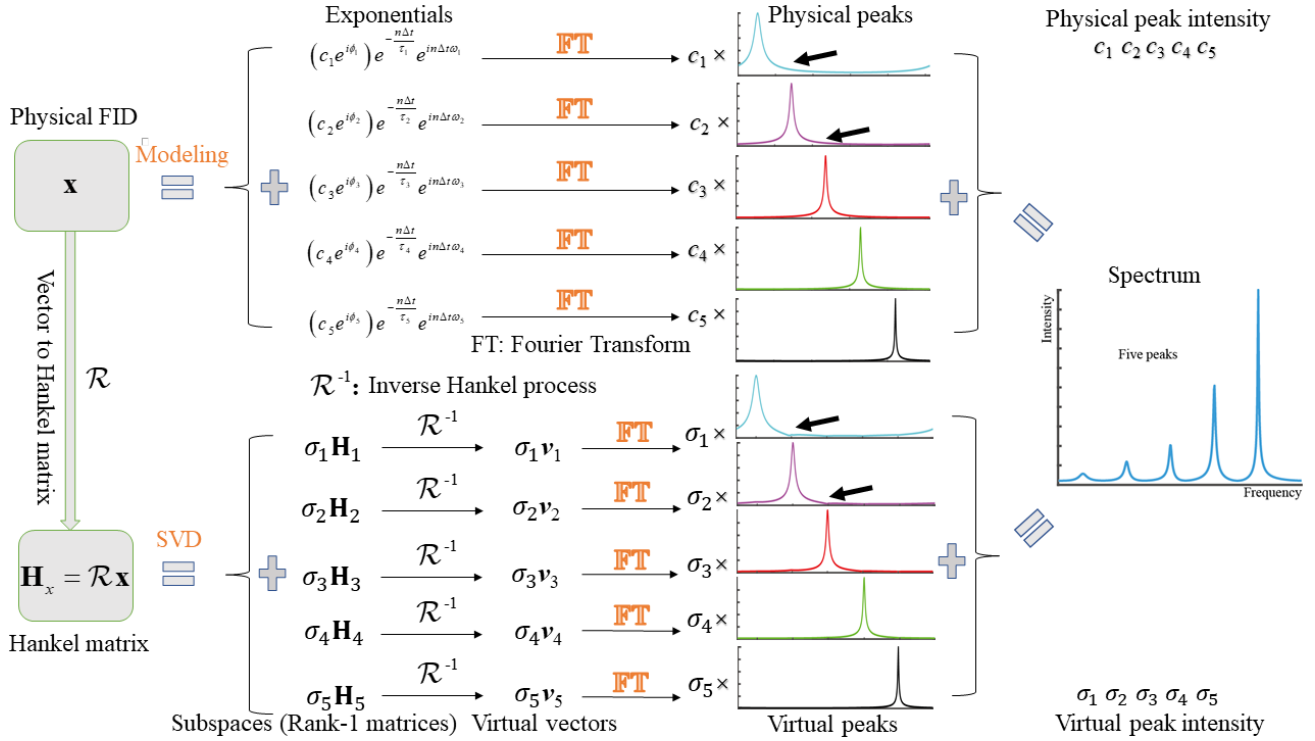 Exponentials
Physical peaks
Physical peak intensity
c₁ c₂ c₃ c₄ c₅
Physical FID
x
Modeling
(c₁e^{iϕ₁}) e^{-nΔt/τ₁} e^{inΔtω₁}
FT
c₁ ×
(c₂e^{iϕ₂}) e^{-nΔt/τ₂} e^{inΔtω₂}
FT
c₂ ×
(c₃e^{iϕ₃}) e^{-nΔt/τ₃} e^{inΔtω₃}
FT
c₃ ×
(c₄e^{iϕ₄}) e^{-nΔt/τ₄} e^{inΔtω₄}
FT
c₄ ×
(c₅e^{iϕ₅}) e^{-nΔt/τ₅} e^{inΔtω₅}
FT
c₅ ×
FT: Fourier Transform
Vector to Hankel matrix
ℛ
Spectrum
Intensity
Five peaks
Frequency
ℛ⁻¹: Inverse Hankel process
σ₁H₁
ℛ⁻¹
σ₁v₁
FT
σ₁ ×
σ₂H₂
ℛ⁻¹
σ₂v₂
FT
σ₂ ×
σ₃H₃
ℛ⁻¹
σ₃v₃
FT
σ₃ ×
σ₄H₄
ℛ⁻¹
σ₄v₄
FT
σ₄ ×
σ₅H₅
ℛ⁻¹
σ₅v₅
FT
σ₅ ×
SVD
Hₓ = ℛx
Hankel matrix
Subspaces (Rank-1 matrices)
Virtual vectors
Virtual peaks
σ₁ σ₂ σ₃ σ₄ σ₅
Virtual peak intensity